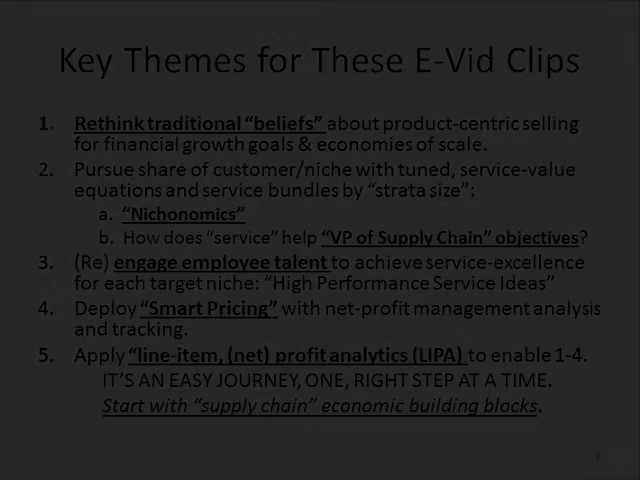 Key Themes for These E-Vid Clips
1. Rethink traditional “beliefs” about product-centric selling
for financial growth goals & economies of scale.
2. Pursue share of customer/niche with tuned, service-value
equations and service bundles by “strata size”:
a. “Nichonomics”
b. How does “service” help “VP of Supply Chain” objectives?
3. (Re) engage employee talent to achieve service-excellence
for each target niche: “High Performance Service Ideas”
4. Deploy “Smart Pricing” with net-profit management analysis
and tracking.
5. Apply “line-item, (net) profit analytics (LIPA) to enable 1-4.
IT’S AN EASY JOURNEY, ONE, RIGHT STEP AT A TIME.
Start with “supply chain” economic building blocks.
7